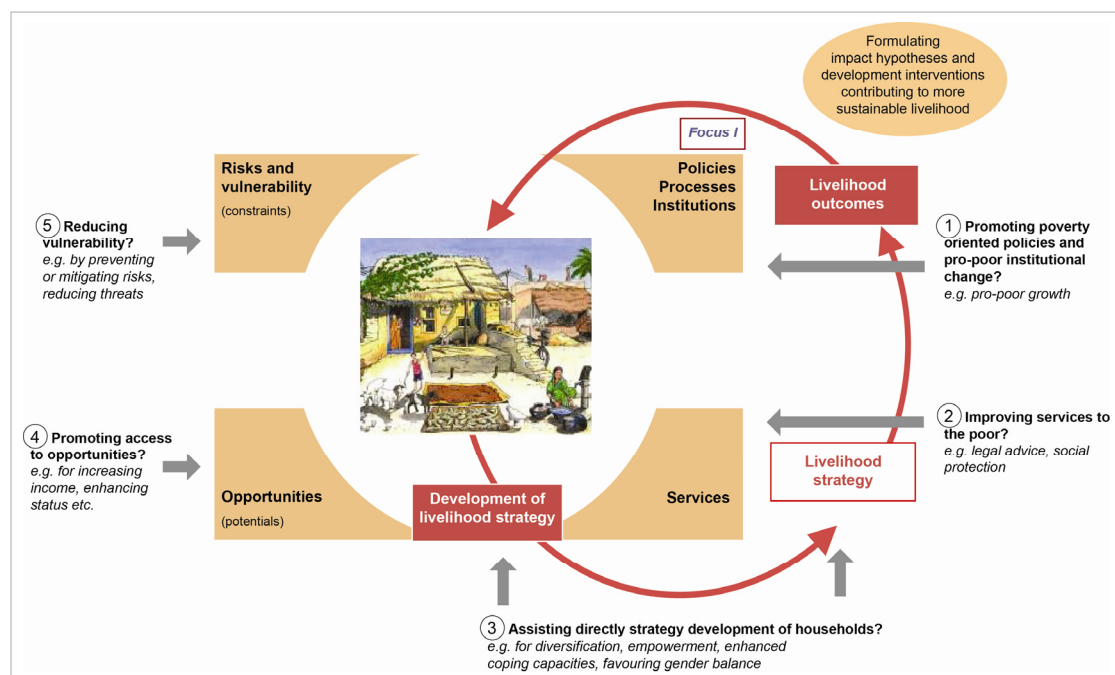 Formulating
impact hypotheses and
development interventions
contributing to more
sustainable livelihood
Focus I
Risks and
vulnerability
(constraints)
Policies
Processes
Institutions
Livelihood
outcomes
5 Reducing
vulnerability?
e.g. by preventing
or mitigating risks,
reducing threats
1 Promoting poverty
oriented policies and
pro-poor institutional
change?
e.g. pro-poor growth
4 Promoting access
to opportunities?
e.g. for increasing
income, enhancing
status etc.
2 Improving services to
the poor?
e.g. legal advice, social
protection
Opportunities
(potentials)
Development of
livelihood strategy
Services
Livelihood
strategy
3 Assisting directly strategy development of households?
e.g. for diversification, empowerment, enhanced
coping capacities, favouring gender balance